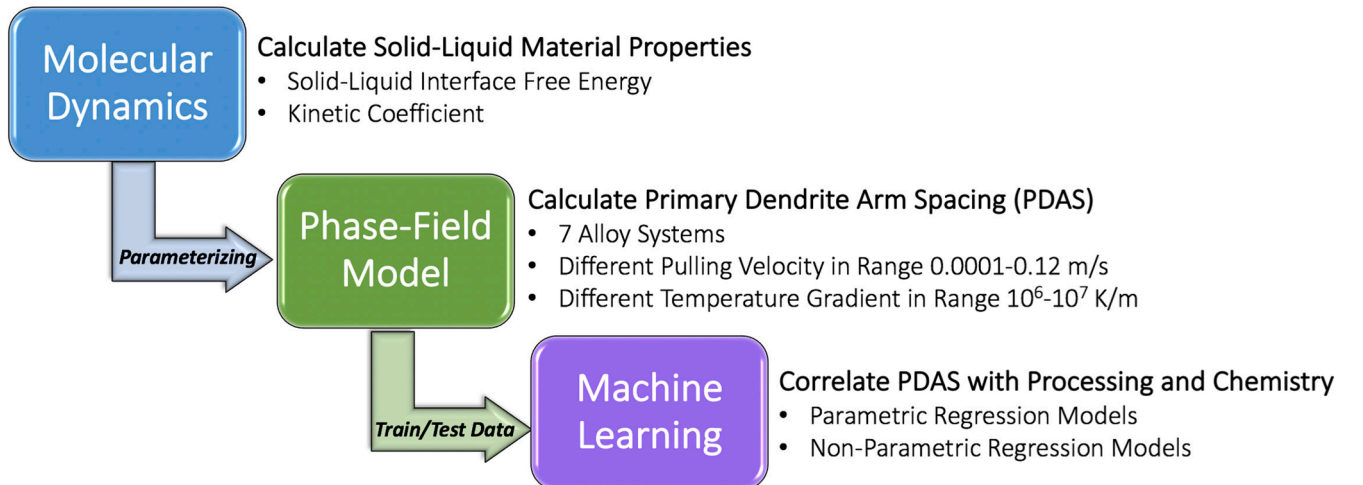 Molecular
Dynamics
Calculate Solid-Liquid Material Properties
• Solid-Liquid Interface Free Energy
• Kinetic Coefficient
Parameterizing
Phase-Field
Model
Calculate Primary Dendrite Arm Spacing (PDAS)
• 7 Alloy Systems
• Different Pulling Velocity in Range 0.0001-0.12 m/s
• Different Temperature Gradient in Range 10⁶-10⁷ K/m
Train/Test Data
Machine
Learning
Correlate PDAS with Processing and Chemistry
• Parametric Regression Models
• Non-Parametric Regression Models